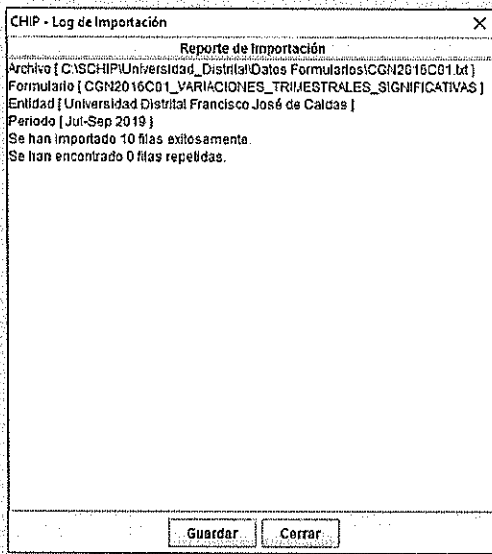 CHIP - Log de Importación
Reporte de Importación
Archivo [ C:\SCHIP\Universidad_Distrital\Datos Formularios\CGN2016C01.txt ]
Formulario [ CGN2016C01_VARIACIONES_TRIMESTRALES_SIGNIFICATIVAS ]
Entidad [ Universidad Distrital Francisco José de Caldas ]
Periodo [ Jul-Sep 2019 ]
Se han importado 10 filas exitosamente.
Se han encontrado 0 filas repetidas.
Guardar Cerrar